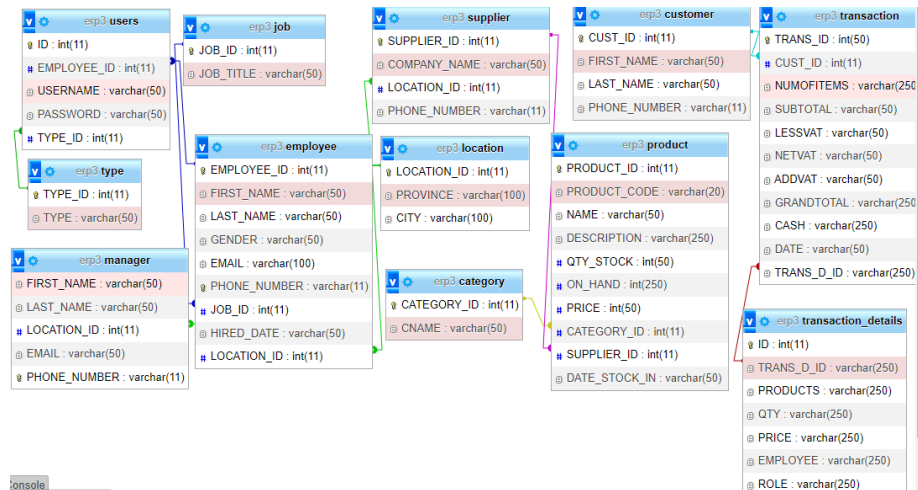 erp3 users
ID : int(11)
EMPLOYEE_ID : int(11)
USERNAME : varchar(50)
PASSWORD : varchar(50)
TYPE_ID : int(11)
erp3 type
TYPE_ID : int(11)
TYPE : varchar(50)
erp3 manager
FIRST_NAME : varchar(50)
LAST_NAME : varchar(50)
LOCATION_ID : int(11)
EMAIL : varchar(50)
PHONE_NUMBER : varchar(11)
erp3 job
JOB_ID : int(11)
JOB_TITLE : varchar(50)
erp3 employee
EMPLOYEE_ID : int(11)
FIRST_NAME : varchar(50)
LAST_NAME : varchar(50)
GENDER : varchar(50)
EMAIL : varchar(100)
PHONE_NUMBER : varchar(11)
JOB_ID : int(11)
HIRED_DATE : varchar(50)
LOCATION_ID : int(11)
erp3 supplier
SUPPLIER_ID : int(11)
COMPANY_NAME : varchar(50)
LOCATION_ID : int(11)
PHONE_NUMBER : varchar(11)
erp3 location
LOCATION_ID : int(11)
PROVINCE : varchar(100)
CITY : varchar(100)
erp3 category
CATEGORY_ID : int(11)
CNAME : varchar(50)
erp3 customer
CUST_ID : int(11)
FIRST_NAME : varchar(50)
LAST_NAME : varchar(50)
PHONE_NUMBER : varchar(11)
erp3 product
PRODUCT_ID : int(11)
PRODUCT_CODE : varchar(20)
NAME : varchar(50)
DESCRIPTION : varchar(250)
QTY_STOCK : int(50)
ON_HAND : int(250)
PRICE : int(50)
CATEGORY_ID : int(11)
SUPPLIER_ID : int(11)
DATE_STOCK_IN : varchar(50)
erp3 transaction
TRANS_ID : int(50)
CUST_ID : int(11)
NUMOFITEMS : varchar(250
SUBTOTAL : varchar(50)
LESSVAT : varchar(50)
NETVAT : varchar(50)
ADDVAT : varchar(50)
GRANDTOTAL : varchar(250
CASH : varchar(250)
DATE : varchar(50)
TRANS_D_ID : varchar(250)
erp3 transaction_details
ID : int(11)
TRANS_D_ID : varchar(250)
PRODUCTS : varchar(250)
QTY : varchar(250)
PRICE : varchar(250)
EMPLOYEE : varchar(250)
ROLE : varchar(250)
Console